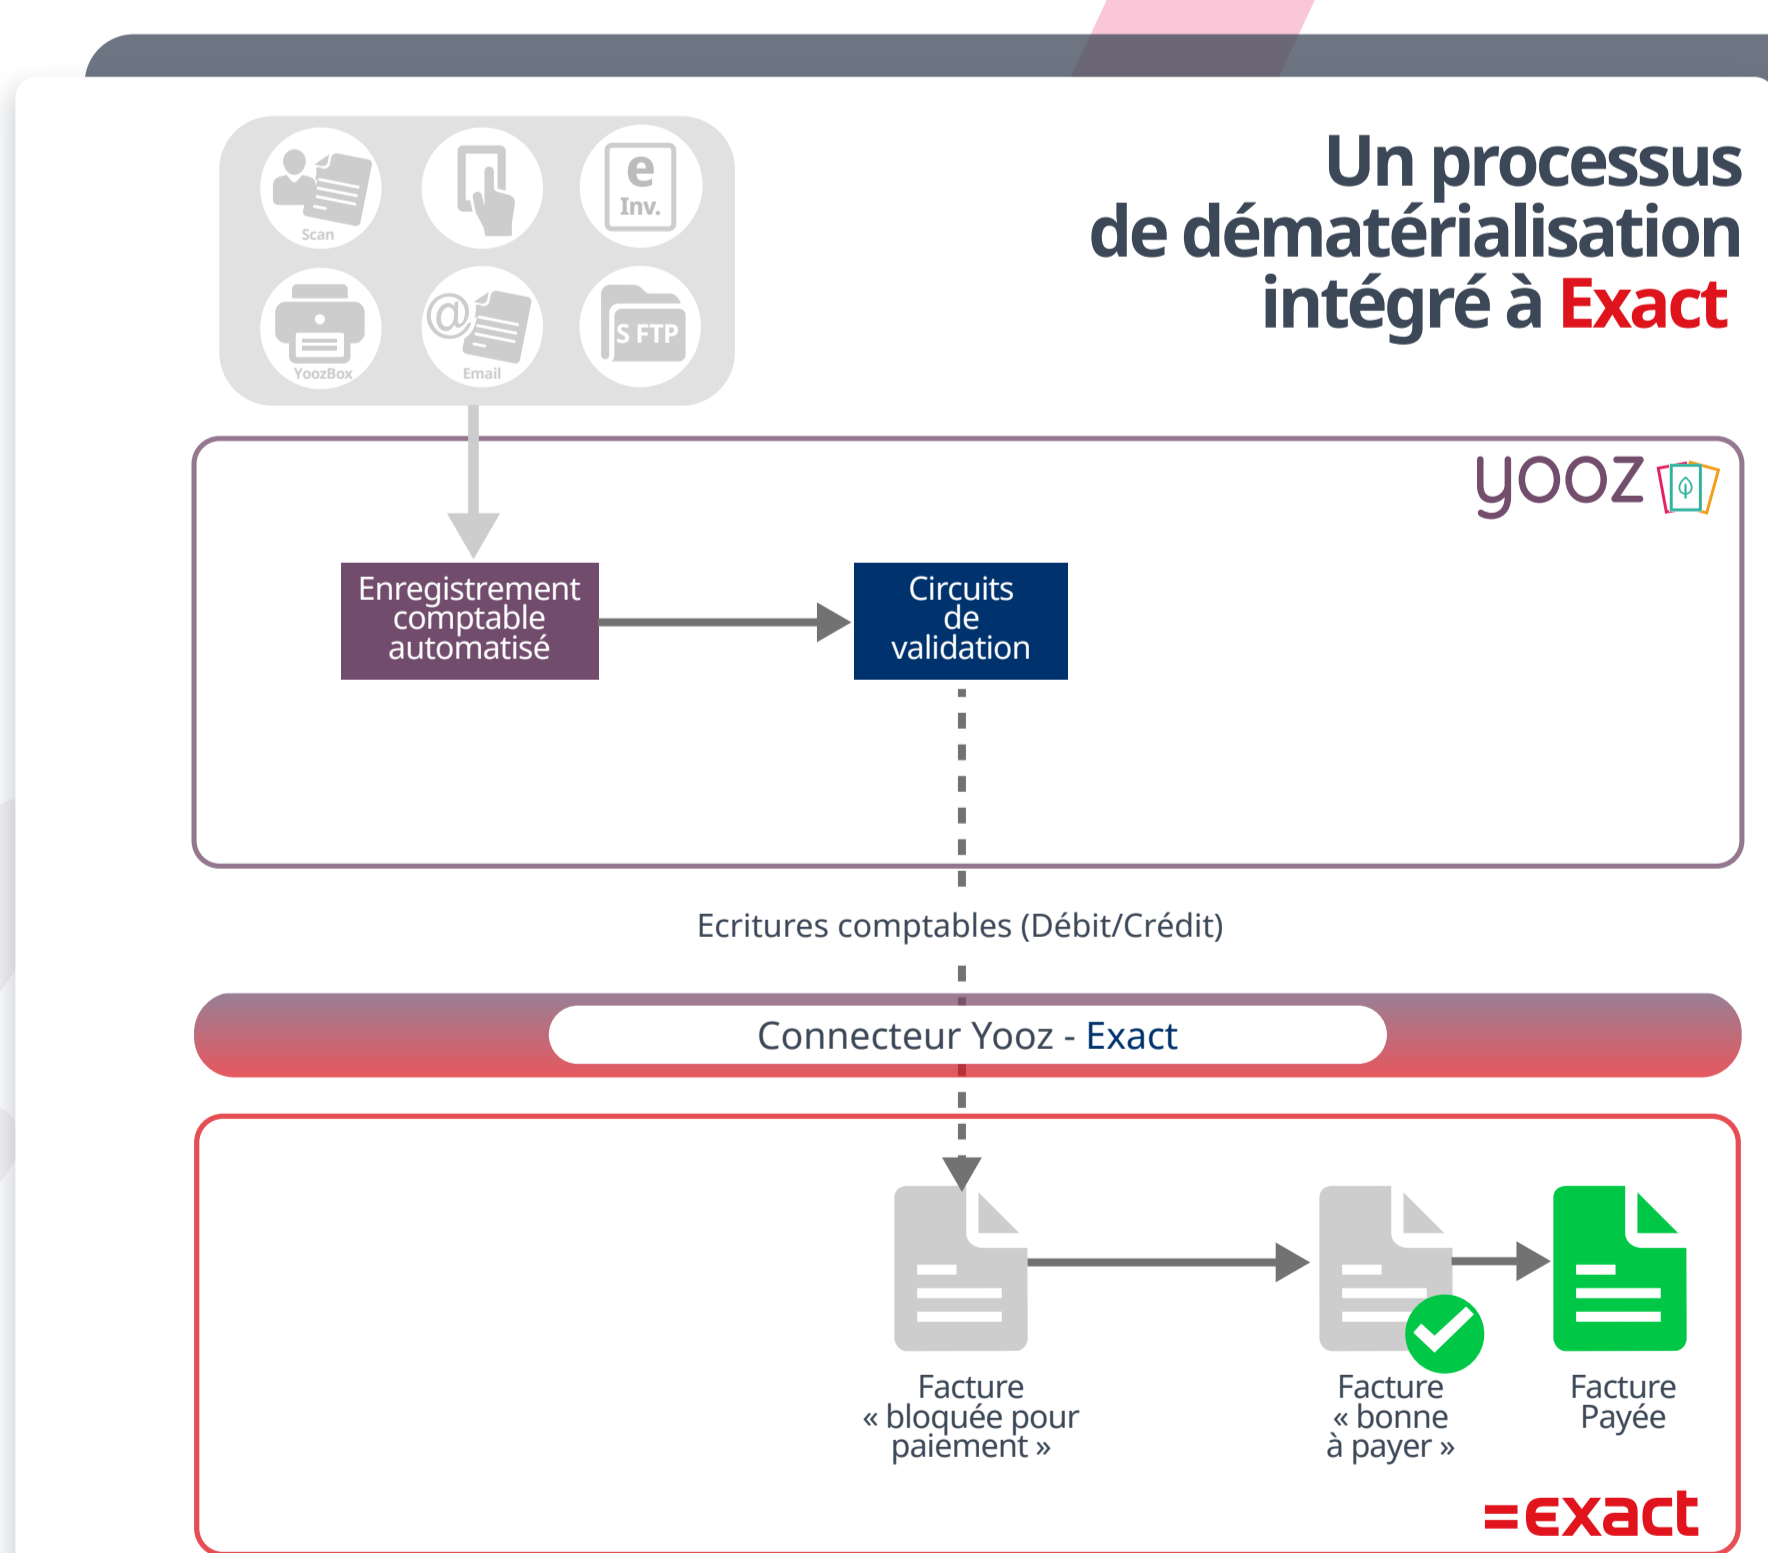 Un processus
de dématérialisation
intégré à Exact
e
Inv.
Scan
@
S FTP
YoozBox
Email
yooz
Enregistrement
comptable
automatisé
Circuits
de
validation
Ecritures comptables (Débit/Crédit)
Connecteur Yooz - Exact
Facture
« bloquée pour
paiement »
Facture
« bonne
à payer »
Facture
Payée
=exact